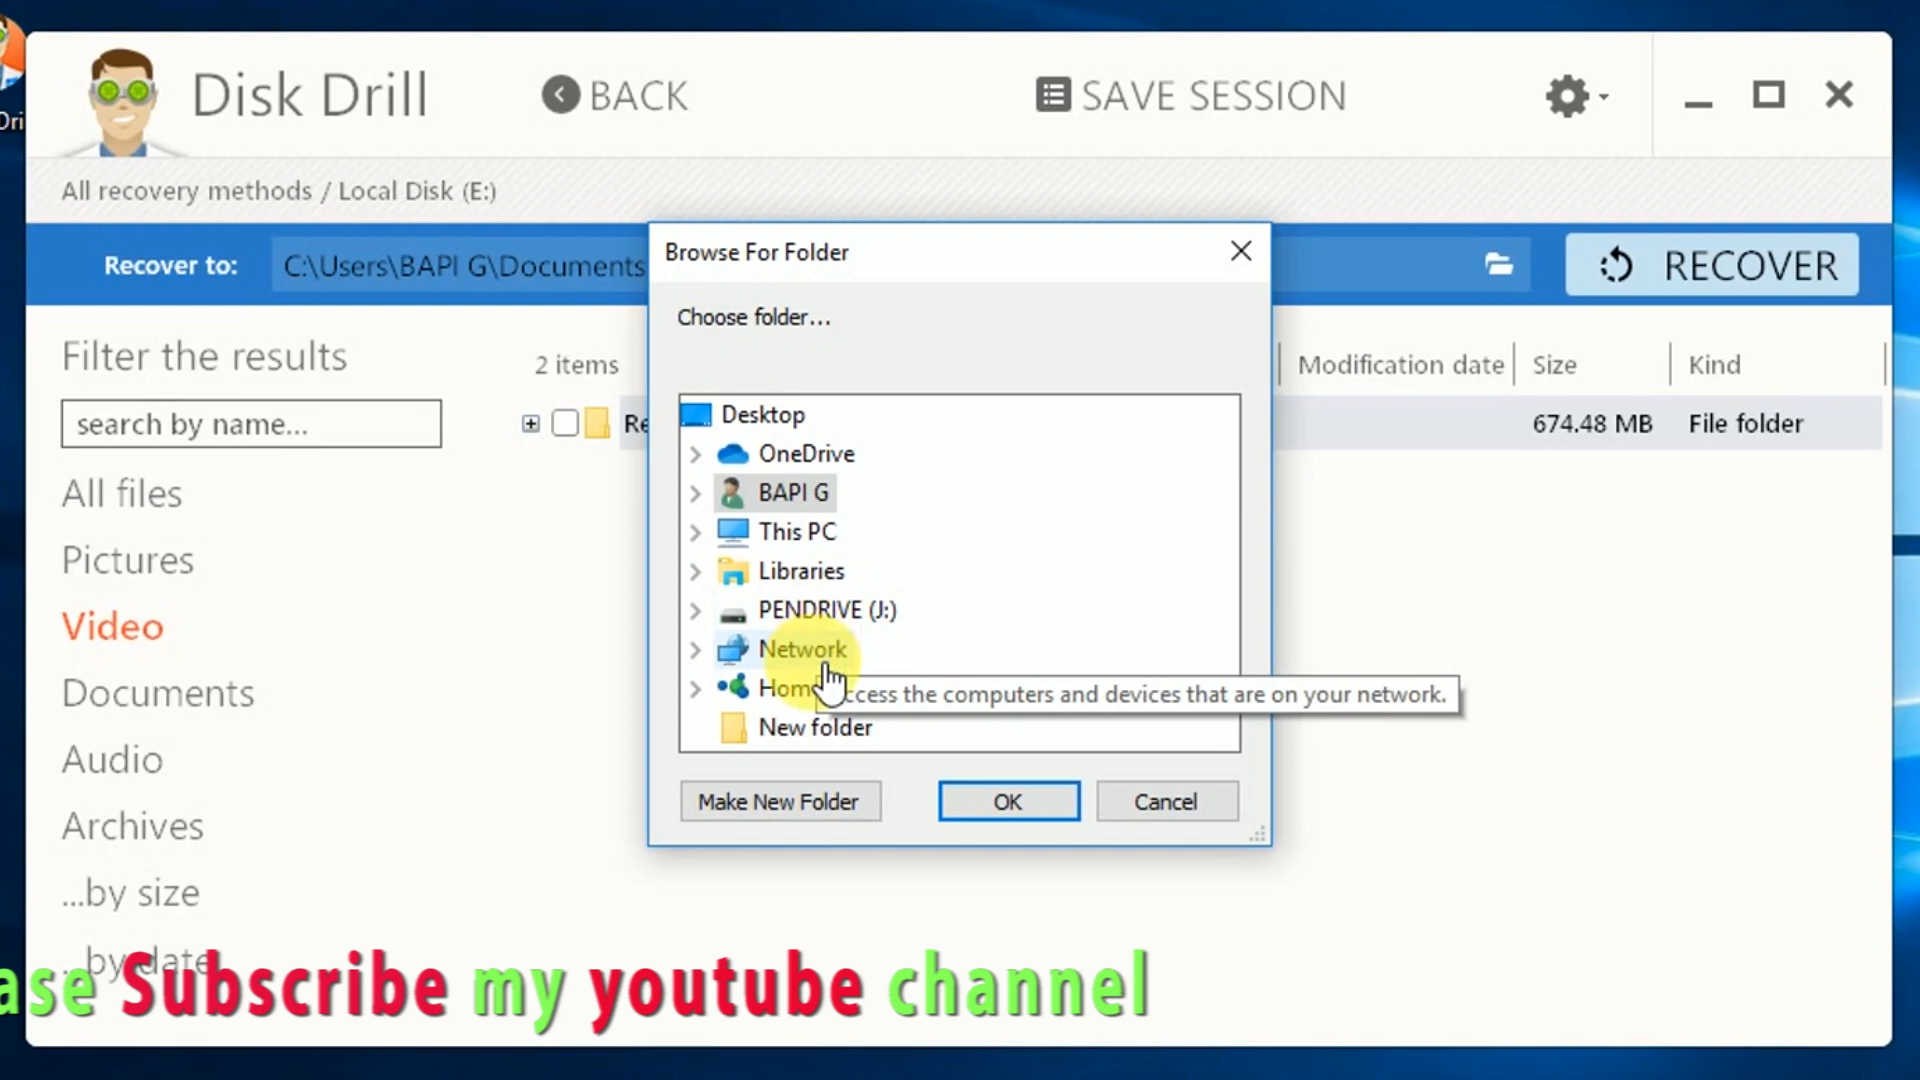 Disk Drill
BACK
SAVE SESSION
All recovery methods / Local Disk (E:)
Recover to:
C:\Users\BAPI G\Documents
RECOVER
Browse For Folder
Choose folder...
Desktop
OneDrive
BAPI G
This PC
Libraries
PENDRIVE (J:)
Network
New folder
ccess the computers and devices that are on your network.
Make New Folder
OK
Cancel
Filter the results
search by name...
All files
Pictures
Video
Documents
Audio
Archives
...by size
by date
2 items
Modification date
Size
Kind
Re
674.48 MB
File folder
ase Subscribe my youtube channel